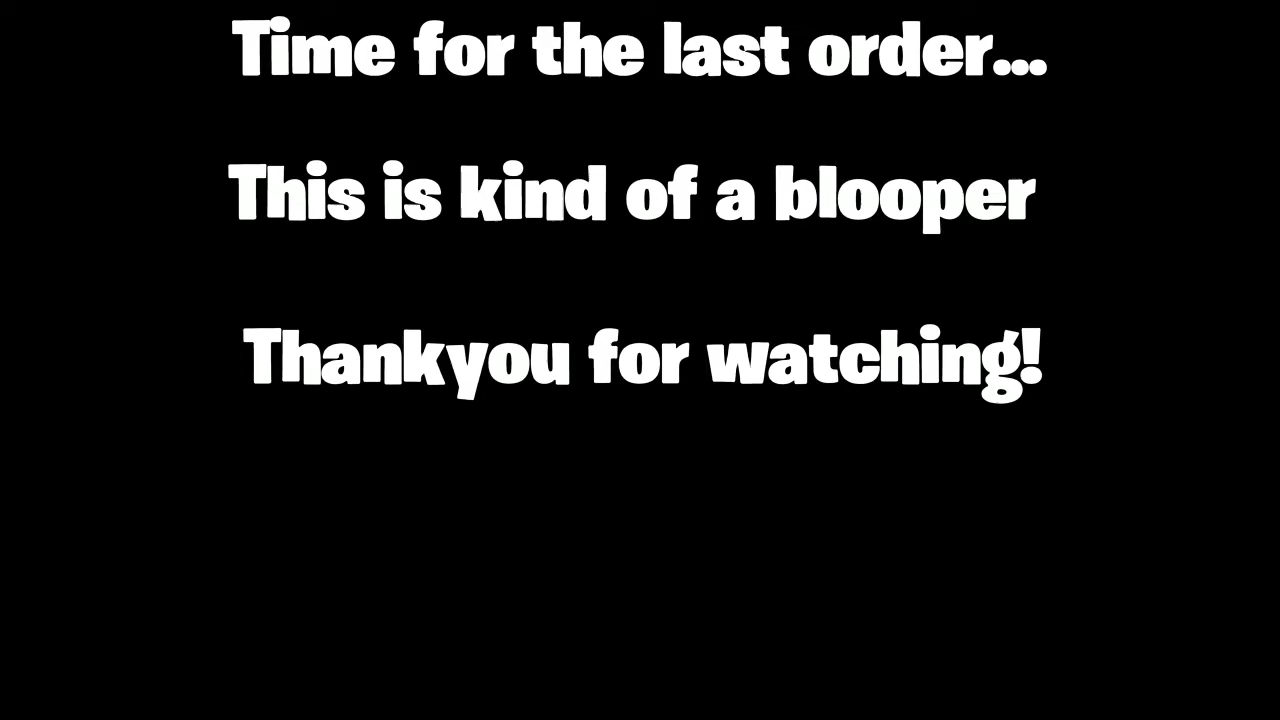 Time for the last order...
This is kind of a blooper
Thankyou for watching!